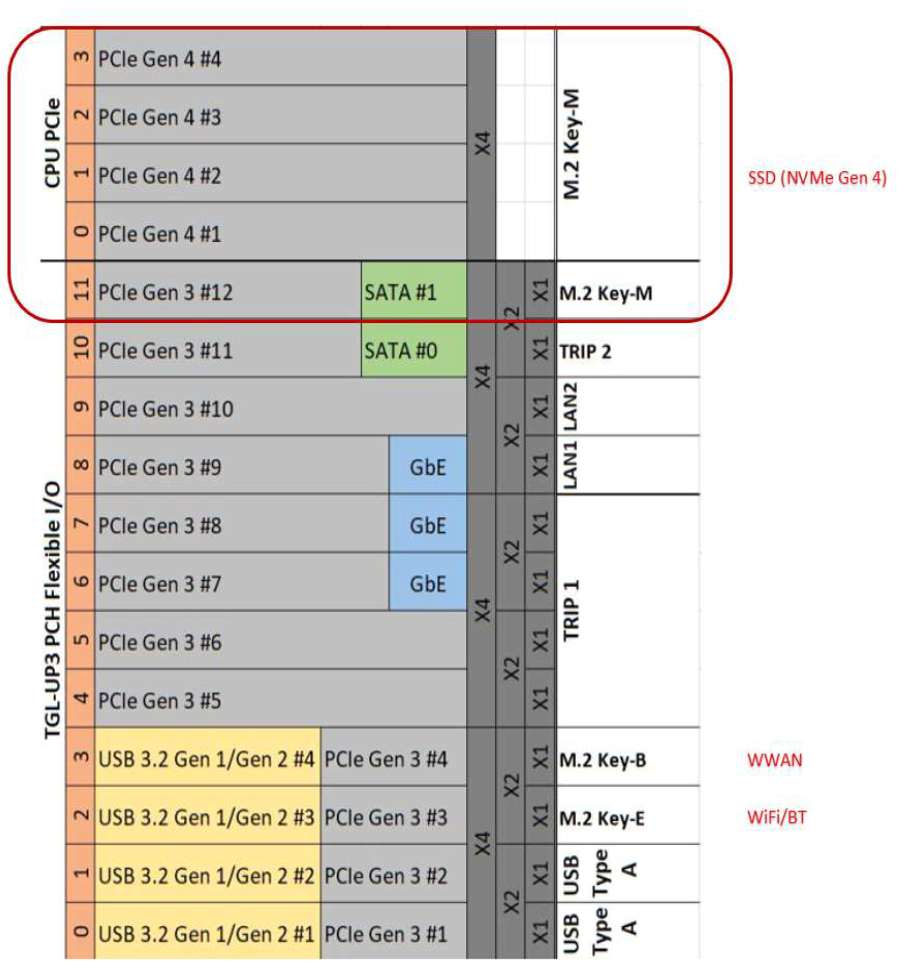 CPU PCIe
3 PCIe Gen 4 #4
2 PCIe Gen 4 #3
1 PCIe Gen 4 #2
0 PCIe Gen 4 #1
X4
M.2 Key-M
SSD (NVMe Gen 4)
TGL-UP3 PCH Flexible I/O
11 PCIe Gen 3 #12 SATA #1 X1 M.2 Key-M
X2
10 PCIe Gen 3 #11 SATA #0 X1 TRIP 2
X4
9 PCIe Gen 3 #10 X1 LAN2
X2
8 PCIe Gen 3 #9 GbE X1 LAN1
7 PCIe Gen 3 #8 GbE X1
X2
6 PCIe Gen 3 #7 GbE X1
X4
TRIP 1
5 PCIe Gen 3 #6 X1
X2
4 PCIe Gen 3 #5 X1
3 USB 3.2 Gen 1/Gen 2 #4 PCIe Gen 3 #4 X1 M.2 Key-B WWAN
X2
2 USB 3.2 Gen 1/Gen 2 #3 PCIe Gen 3 #3 X1 M.2 Key-E WiFi/BT
X4
1 USB 3.2 Gen 1/Gen 2 #2 PCIe Gen 3 #2 X1 USB Type A
X2
0 USB 3.2 Gen 1/Gen 2 #1 PCIe Gen 3 #1 X1 USB Type A